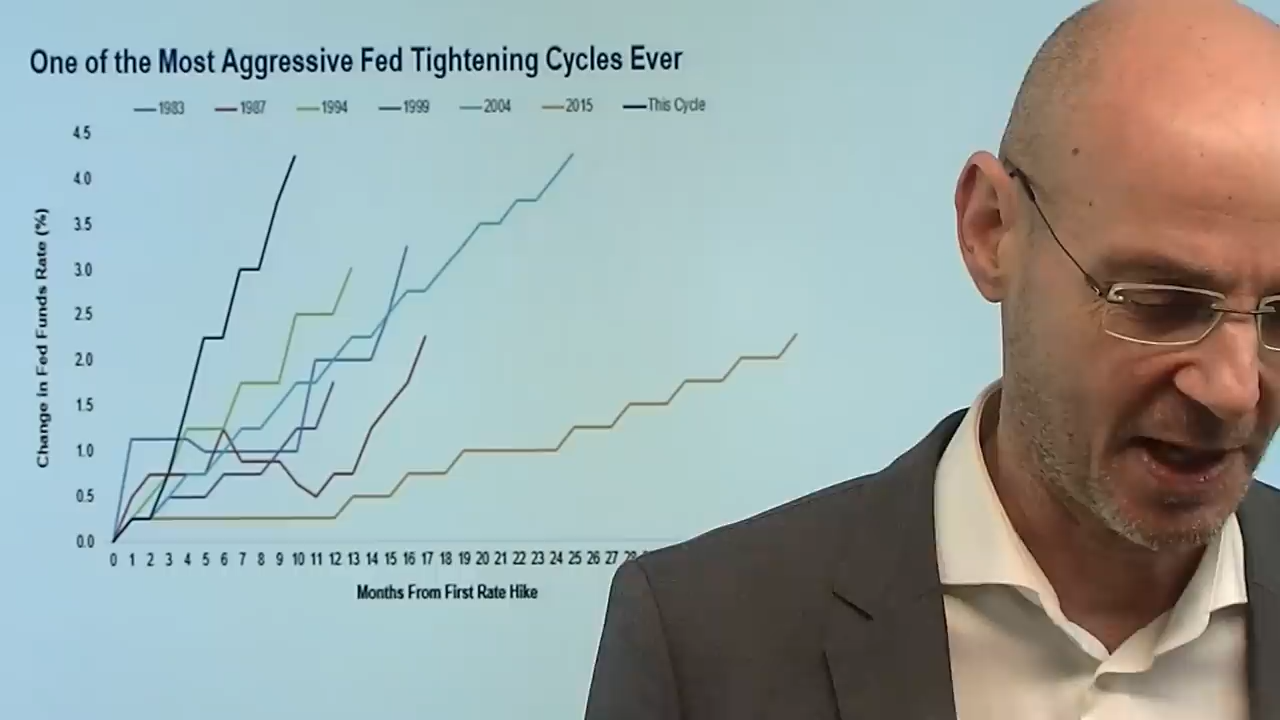 One of the Most Aggressive Fed Tightening Cycles Ever
1983 1987 1994 1999 2004 2015 This Cycle
4.5
4.0
3.5
3.0
2.5
2.0
1.5
1.0
0.5
0.0
Change in Fed Funds Rate (%)
0 1 2 3 4 5 6 7 8 9 10 11 12 13 14 15 16 17 18 19 20 21 22 23 24 25 26 27 28
Months From First Rate Hike